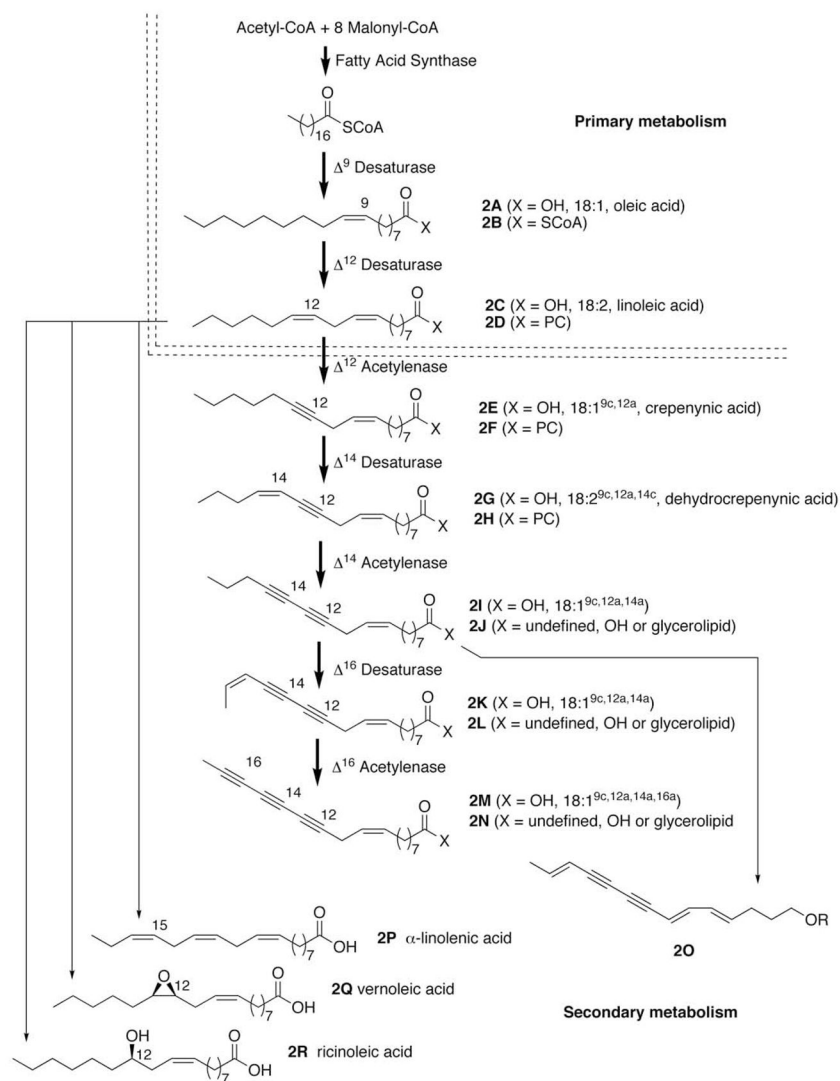 Acetyl-CoA + 8 Malonyl-CoA
Fatty Acid Synthase
O
16
SCoA
Primary metabolism
Δ9 Desaturase
9
O
7
X
2A (X = OH, 18:1, oleic acid)
2B (X = SCoA)
Δ12 Desaturase
12
O
7
X
2C (X = OH, 18:2, linoleic acid)
2D (X = PC)
Δ12 Acetylenase
12
O
7
X
2E (X = OH, 18:19c,12a, crepenynic acid)
2F (X = PC)
Δ14 Desaturase
14
12
O
7
X
2G (X = OH, 18:29c,12a,14c, dehydrocrepenynic acid)
2H (X = PC)
Δ14 Acetylenase
14
12
O
7
X
2I (X = OH, 18:19c,12a,14a)
2J (X = undefined, OH or glycerolipid)
Δ16 Desaturase
14
12
O
7
X
2K (X = OH, 18:19c,12a,14a)
2L (X = undefined, OH or glycerolipid)
Δ16 Acetylenase
16
14
12
O
7
X
2M (X = OH, 18:19c,12a,14a,16a)
2N (X = undefined, OH or glycerolipid
OR
2O
15
O
7
OH
2P α-linolenic acid
O
12
O
7
OH
2Q vernoleic acid
Secondary metabolism
OH
12
O
7
OH
2R ricinoleic acid